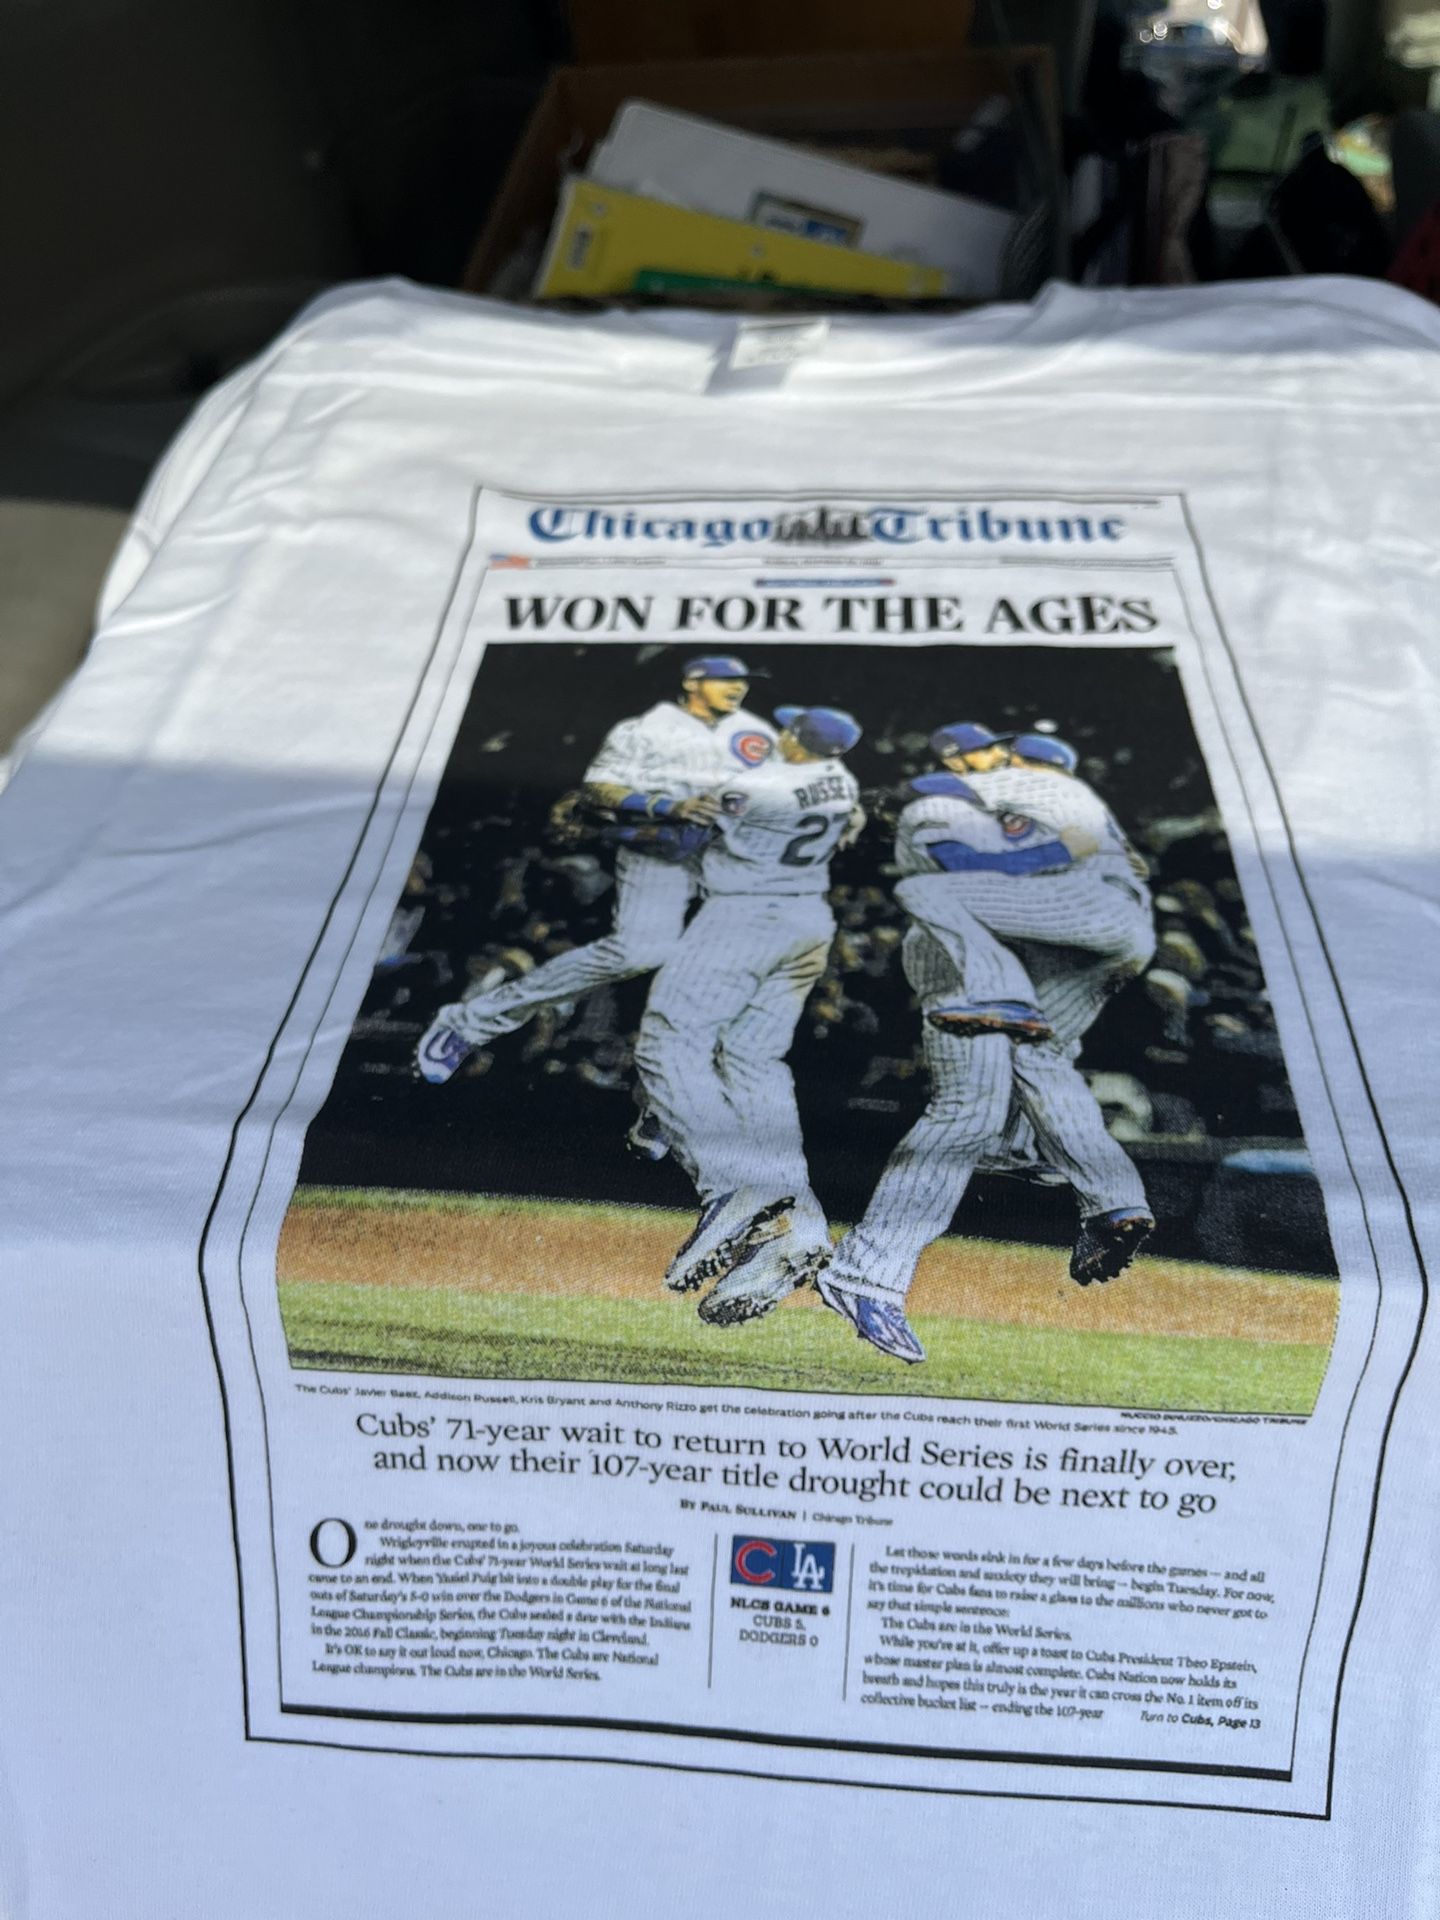 Chicago Tribune
WON FOR THE AGES
RUSSE
27
The Cubs' Javier Baez, Addison Russell, Kris Bryant and Anthony Rizzo get the celebration going after the Cubs reach their first World Series since 1945.
NUCCIO DINUZZO/CHICAGO TRIBUNE
Cubs' 71-year wait to return to World Series is finally over,
and now their 107-year title drought could be next to go
BY PAUL SULLIVAN | Chicago Tribune
One drought down, one to go.
Wrigleyville erupted in a joyous celebration Saturday
night when the Cubs' 71-year World Series wait at long last
came to an end. When Yasiel Puig hit into a double play for the final
outs of Saturday's 5-0 win over the Dodgers in Game 6 of the National
League Championship Series, the Cubs sealed a date with the Indians
in the 2016 Fall Classic, beginning Tuesday night in Cleveland.
It's OK to say it out loud now, Chicago. The Cubs are National
League champions. The Cubs are in the World Series.
C LA
NLCS GAME 6
CUBS 5,
DODGERS 0
Let those words sink in for a few days before the games — and all
the trepidation and anxiety they will bring — begin Tuesday. For now,
it's time for Cubs fans to raise a glass to the millions who never got to
say that simple sentence:
The Cubs are in the World Series.
While you're at it, offer up a toast to Cubs President Theo Epstein,
whose master plan is almost complete. Cubs Nation now holds its
breath and hopes this truly is the year it can cross the No. 1 item off its
collective bucket list — ending the 107-year
Turn to Cubs, Page 13